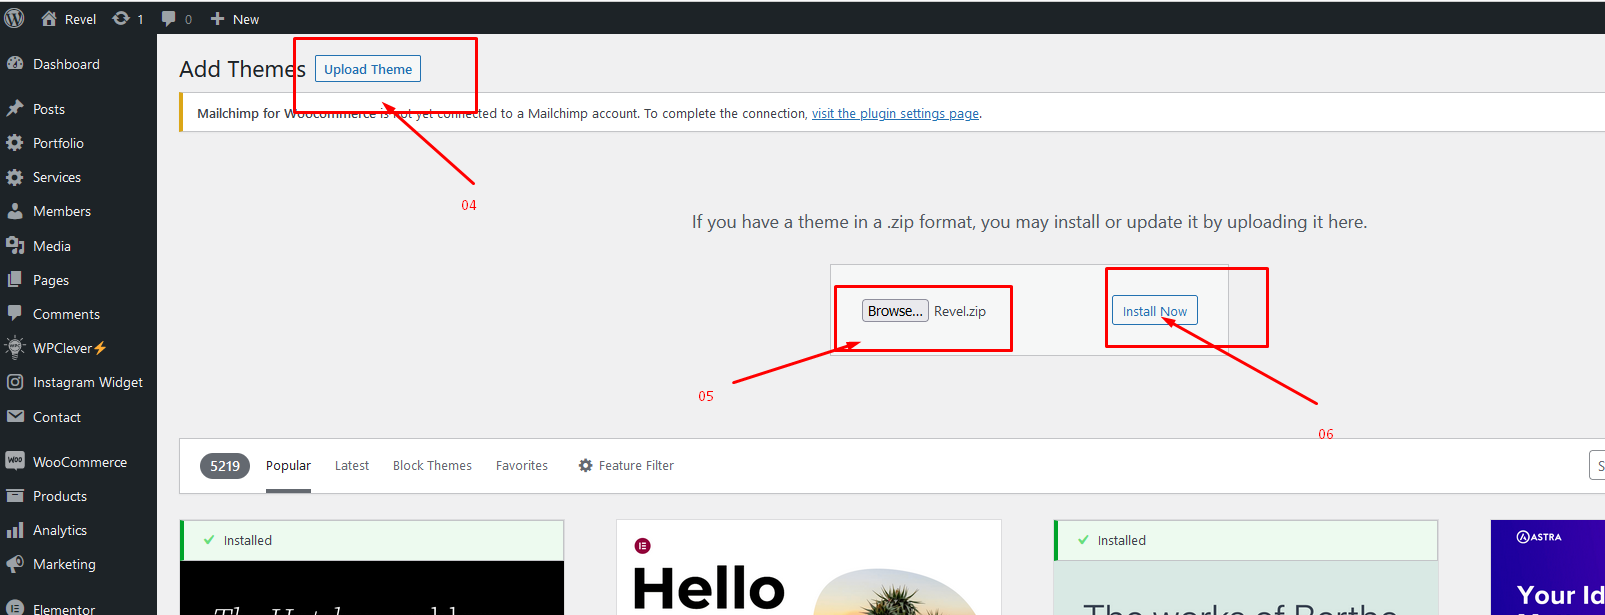 Revel 1 0 New
Dashboard
Posts
Portfolio
Services
Members
Media
Pages
Comments
WPClever⚡
Instagram Widget
Contact
WooCommerce
Products
Analytics
Marketing
Elementor
Add Themes Upload Theme
Mailchimp for Woocommerce is not yet connected to a Mailchimp account. To complete the connection, visit the plugin settings page.
04
If you have a theme in a .zip format, you may install or update it by uploading it here.
Browse... Revel.zip Install Now
05
06
5219 Popular Latest Block Themes Favorites Feature Filter S
Installed
Hello
Installed
The works of Berthe
ASTRA
Your Id